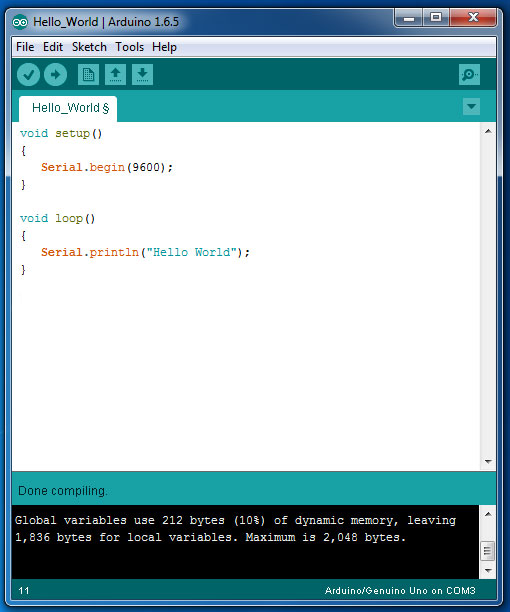 Hello_World | Arduino 1.6.5
File Edit Sketch Tools Help
Hello_World §
void setup()
{
   Serial.begin(9600);
}

void loop()
{
   Serial.println("Hello World");
}
Done compiling.
Global variables use 212 bytes (10%) of dynamic memory, leaving
1,836 bytes for local variables. Maximum is 2,048 bytes.
11 Arduino/Genuino Uno on COM3